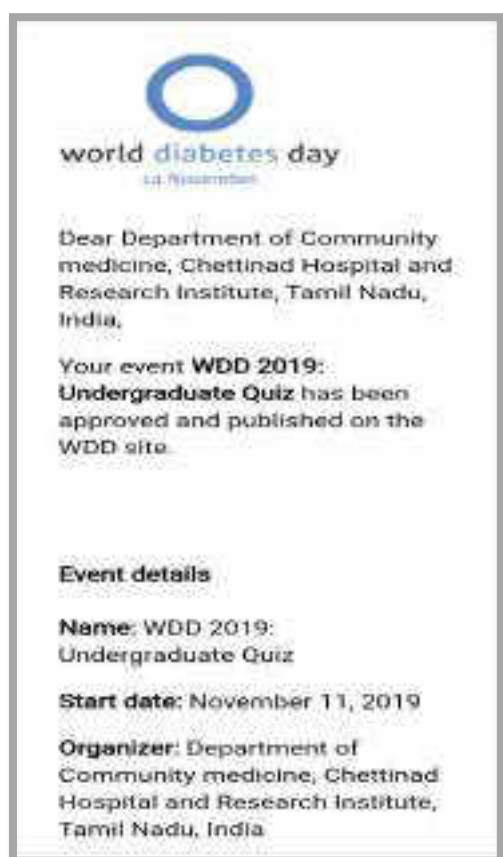 world diabetes day
14 November
Dear Department of Community
medicine, Chettinad Hospital and
Research Institute, Tamil Nadu,
India,
Your event WDD 2019:
Undergraduate Quiz has been
approved and published on the
WDD site.
Event details
Name: WDD 2019:
Undergraduate Quiz
Start date: November 11, 2019
Organizer: Department of
Community medicine, Chettinad
Hospital and Research Institute,
Tamil Nadu, India